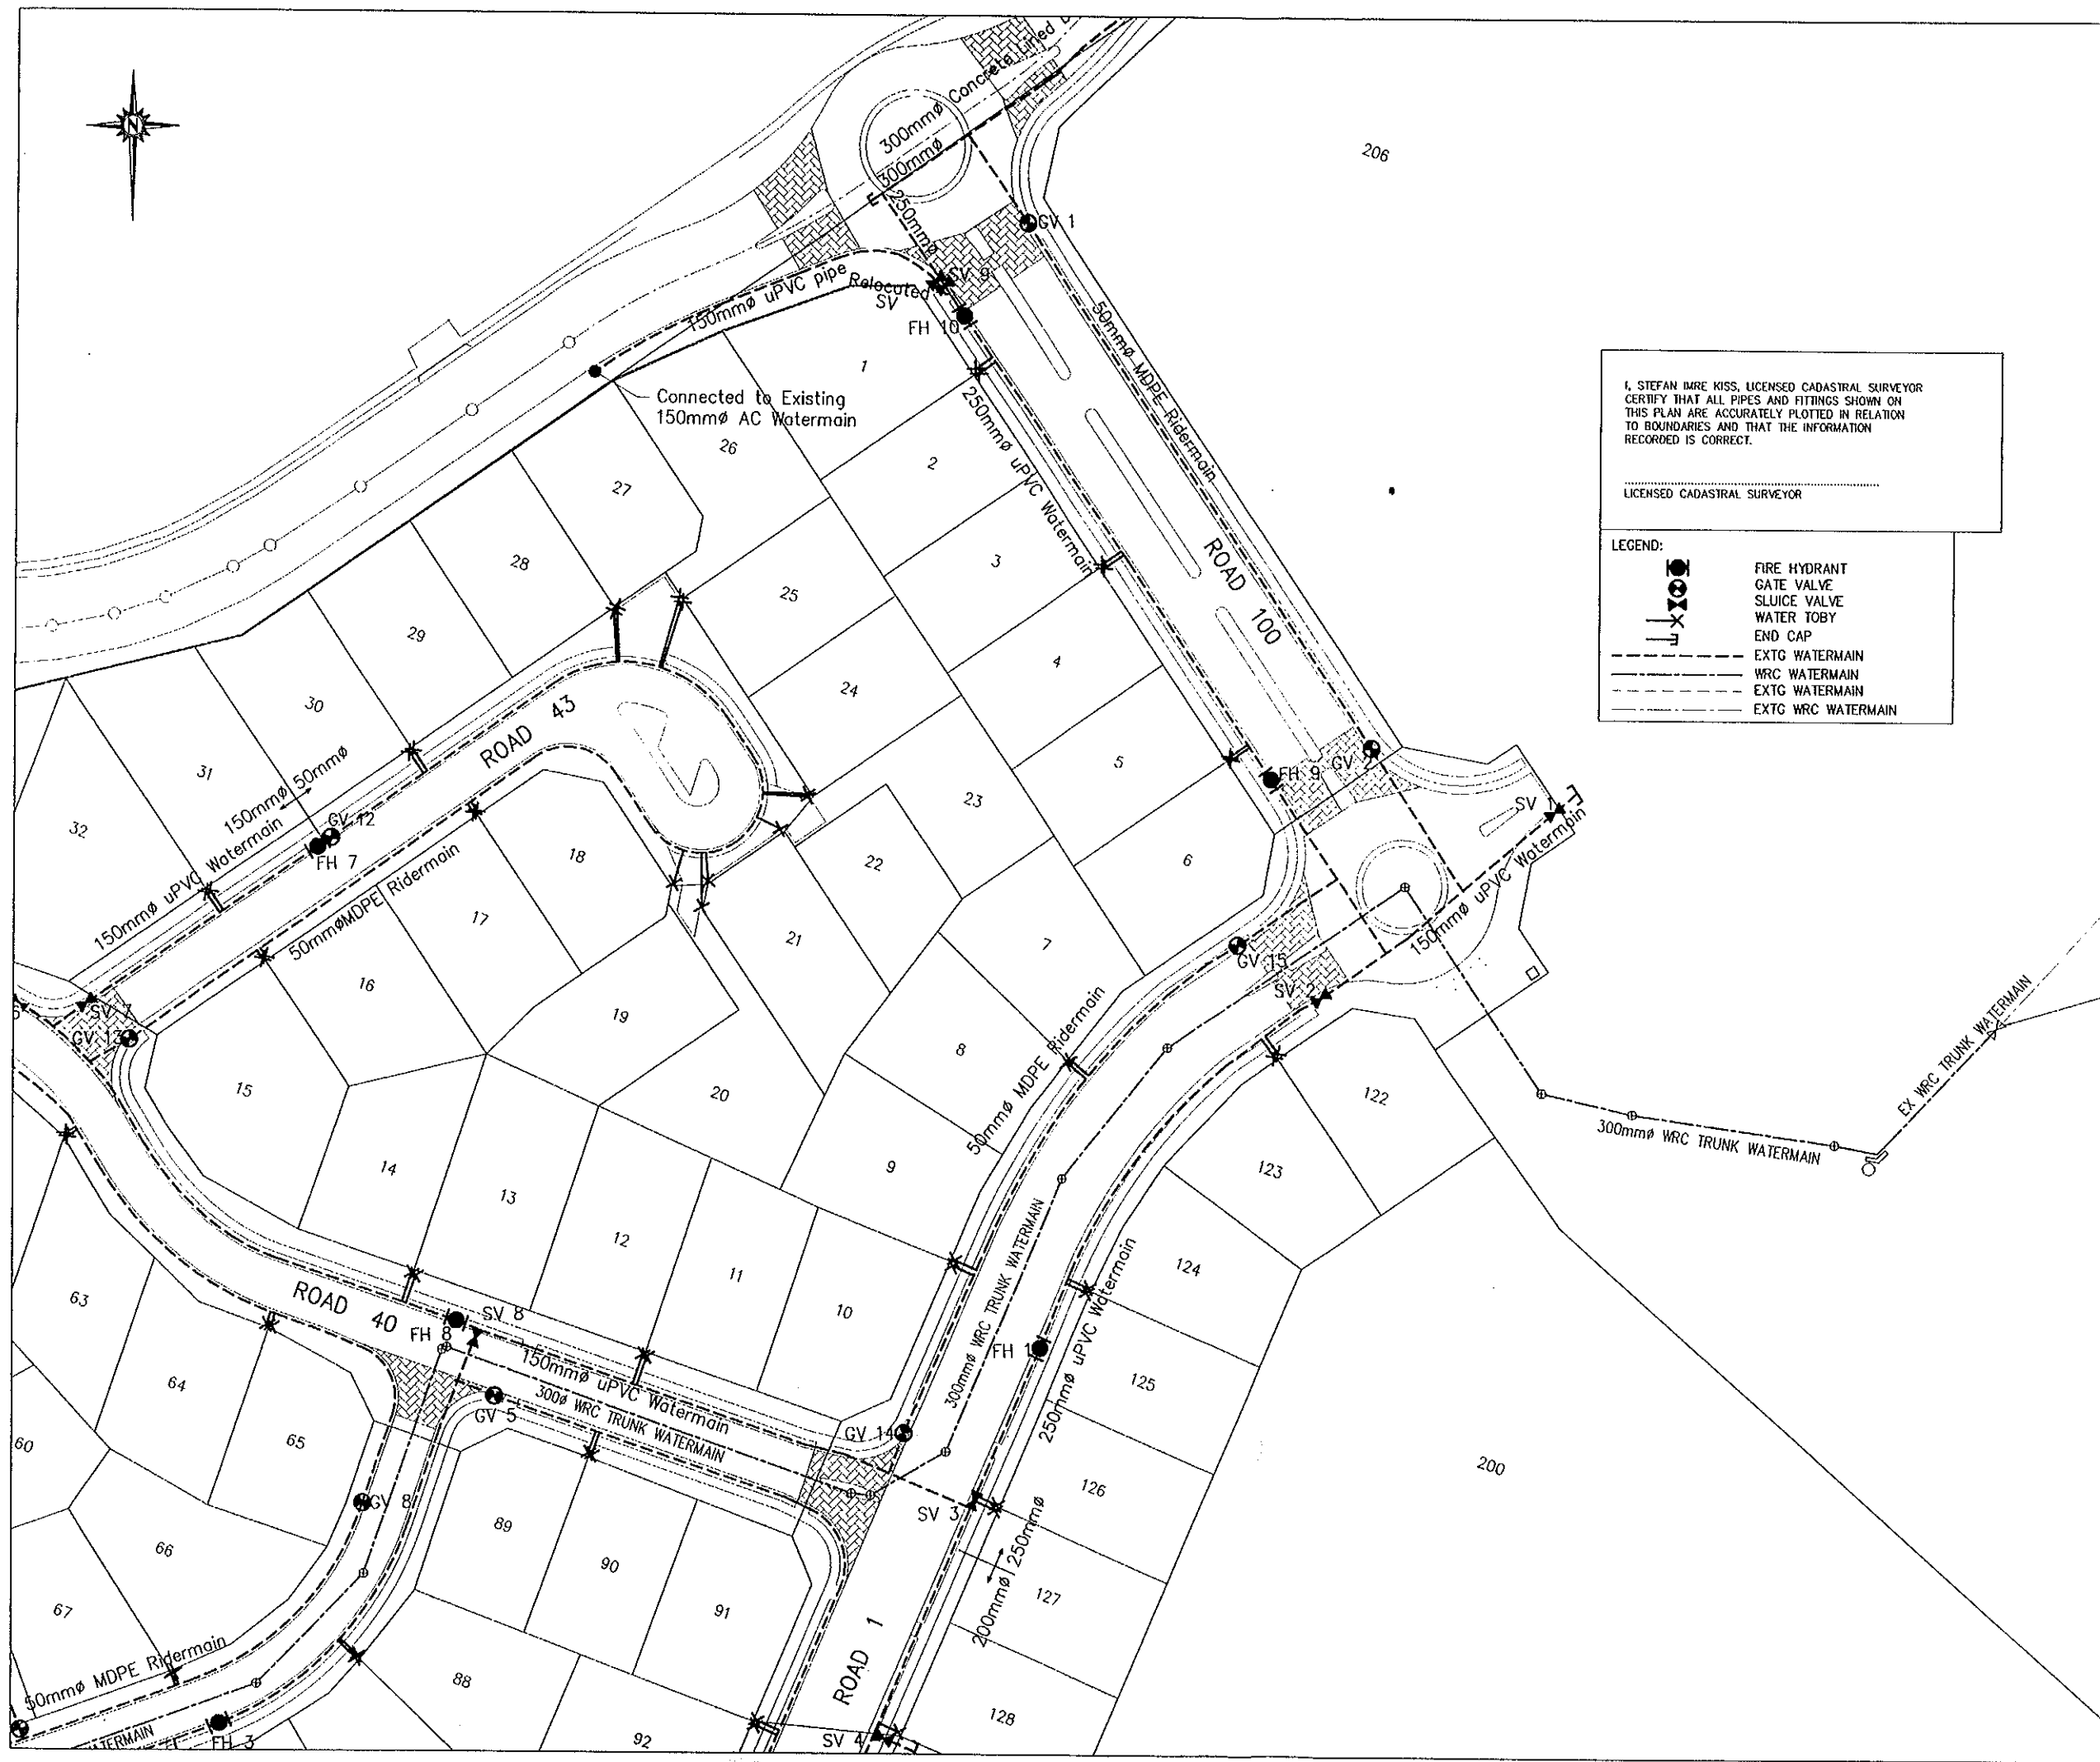 N
300mmø Concrete Lined
300mmø
250mmø
206
GV 1
SV 9
Relocated
SV
150mmø uPVC pipe
FH 10
50mmø MDPE Ridermain
1
Connected to Existing
150mmø AC Watermain
250mmø uPVC Watermain
26
2
27
3
28
25
ROAD 100
29
4
24
30
ROAD 43
5
31
23
150mmø 50mmø
32
GV 12
FH 7
150mmø uPVC Watermain
50mmøMDPE Ridermain
18
22
6
FH 9
GV 2
SV 1
150mmø uPVC Watermain
17
21
7
16
19
GV 15
SV 2
SV 7
GV 13
8
50mmø MDPE Ridermain
15
20
122
EX WRC TRUNK WATERMAIN
300mmø WRC TRUNK WATERMAIN
14
13
9
123
12
11
10
124
63
ROAD 40
FH 8
SV 8
300mmø WRC TRUNK WATERMAIN
250mmø uPVC Watermain
FH 1
64
150mmø uPVC Watermain
300ø WRC TRUNK WATERMAIN
125
GV 5
GV 14
60
65
126
200
GV 8
SV 3
89
66
90
200mmø 250mmø
127
67
91
ROAD 1
50mmø MDPE Ridermain
88
128
FH 3
92
SV 4
I, STEFAN IMRE KISS, LICENSED CADASTRAL SURVEYOR
CERTIFY THAT ALL PIPES AND FITTINGS SHOWN ON
THIS PLAN ARE ACCURATELY PLOTTED IN RELATION
TO BOUNDARIES AND THAT THE INFORMATION
RECORDED IS CORRECT.
LICENSED CADASTRAL SURVEYOR
LEGEND:
FIRE HYDRANT
GATE VALVE
SLUICE VALVE
WATER TOBY
END CAP
EXTG WATERMAIN
WRC WATERMAIN
EXTG WATERMAIN
EXTG WRC WATERMAIN